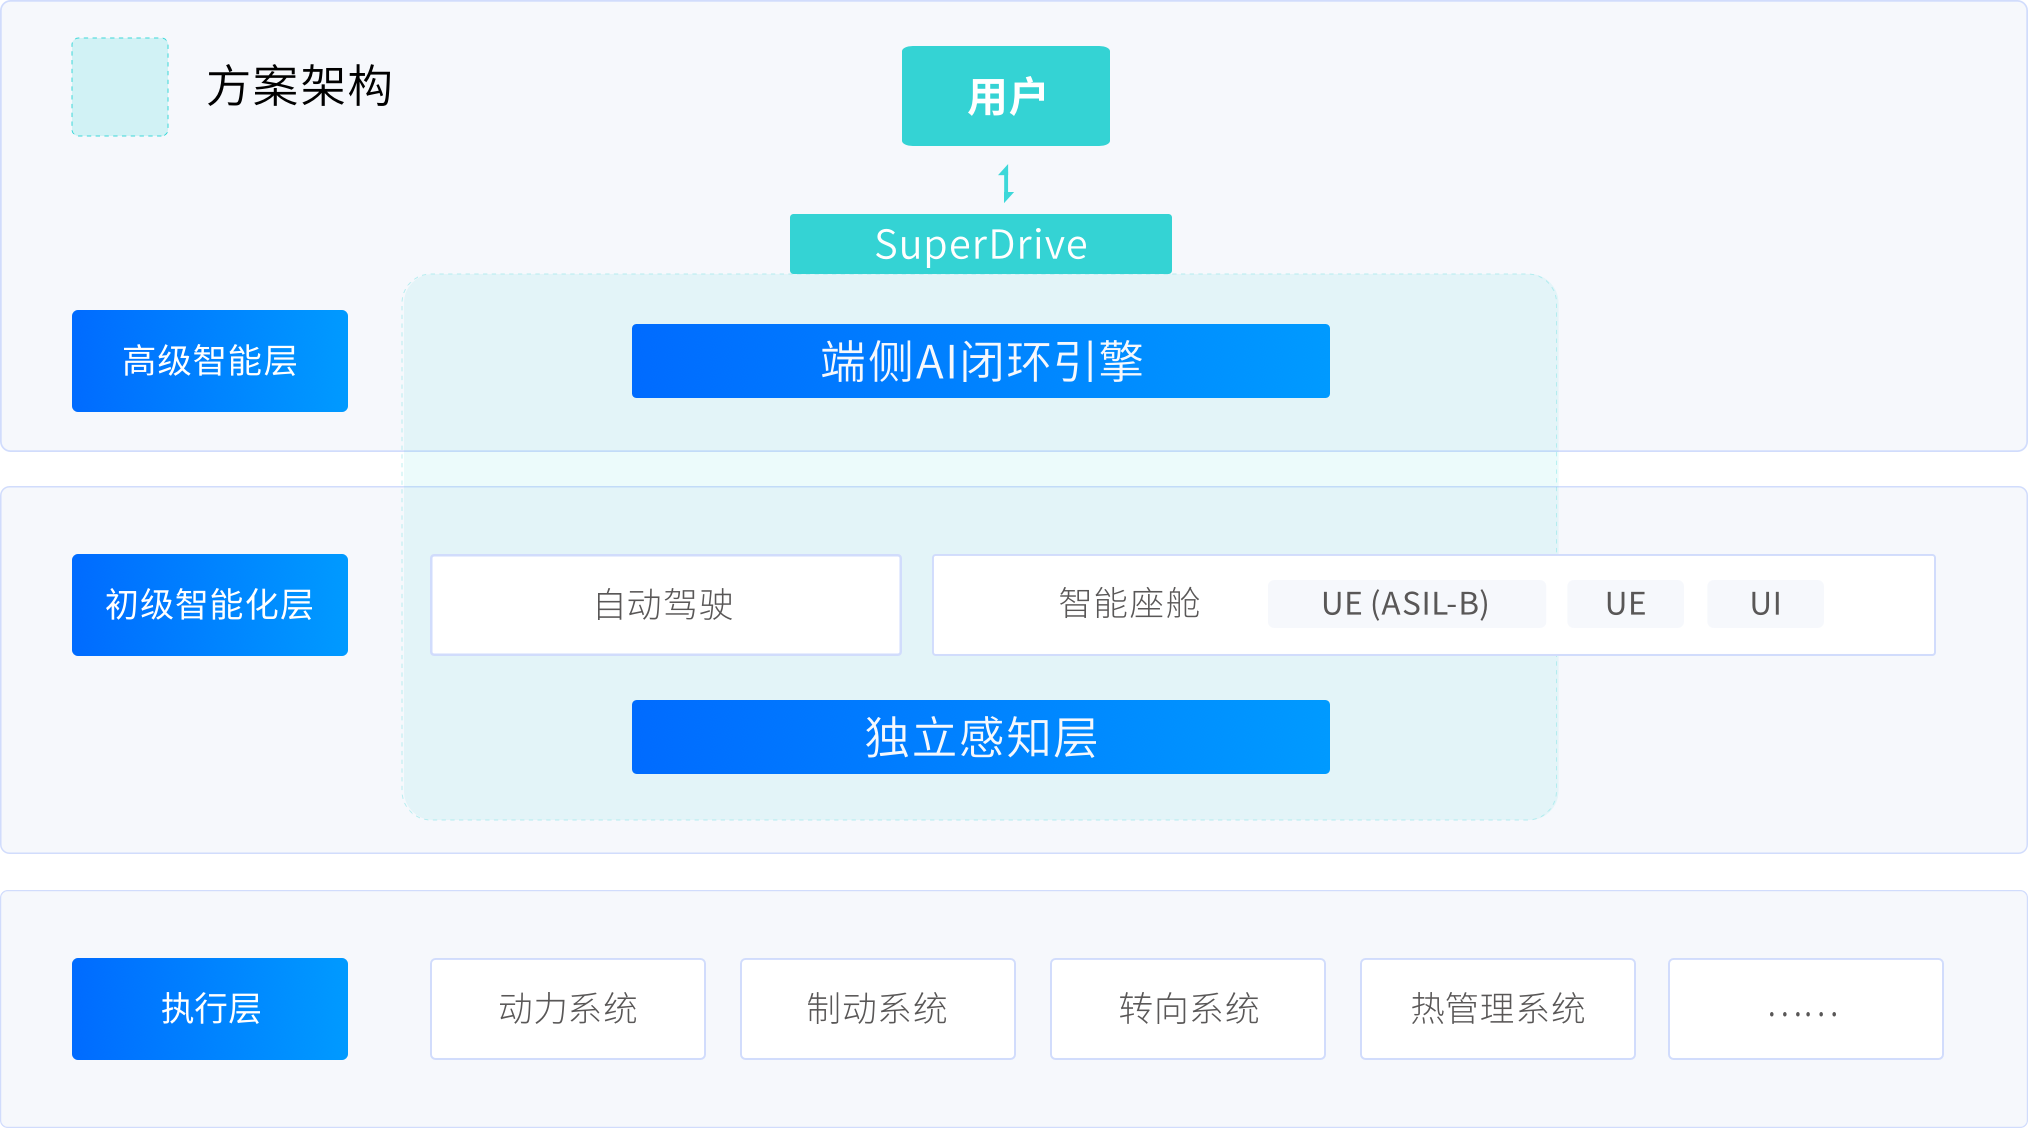 方案架构
用户
SuperDrive
高级智能层
端侧AI闭环引擎
初级智能化层
自动驾驶
智能座舱
UE (ASIL-B)
UE
UI
独立感知层
执行层
动力系统
制动系统
转向系统
热管理系统
……